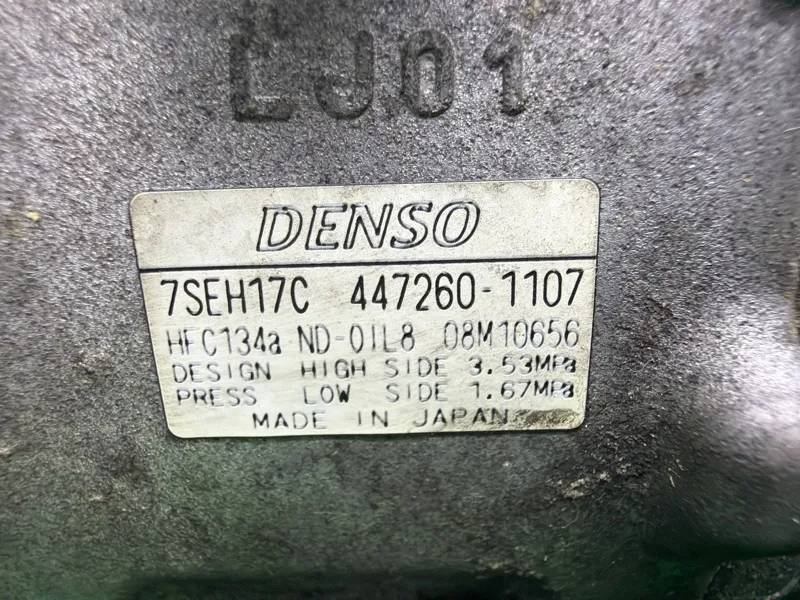 LJ01
DENSO
7SEH17C 447260-1107
HFC134a ND-OIL8 08M10656
DESIGN HIGH SIDE 3.53MPa
PRESS LOW SIDE 1.67MPa
MADE IN JAPAN